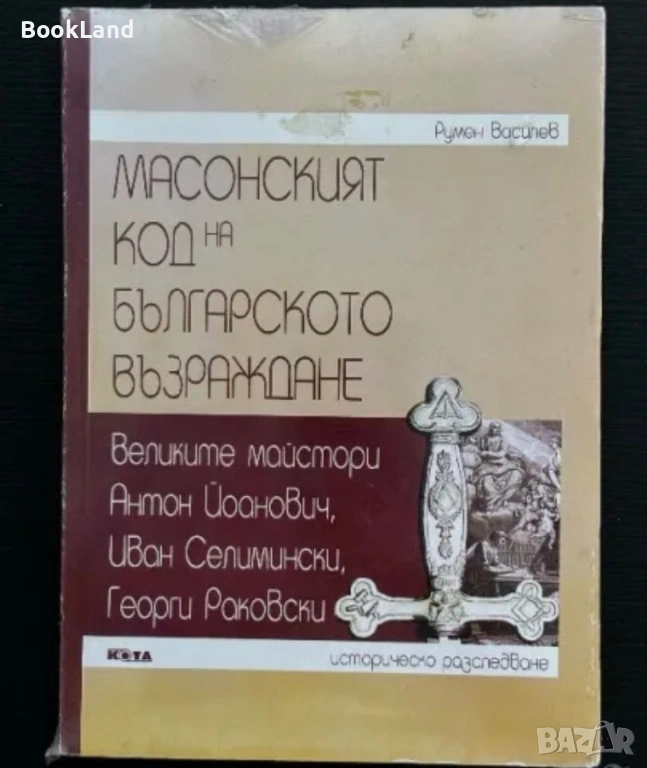 BookLand
Румен Василев
МАСОНСКИЯТ
КОД НА
БЪЛГАРСКОТО
ВЪЗРАЖДАНЕ
Великите майстори
Антон Йоанович,
Иван Селимински,
Георги Раковски
КОТА
историческо разследване
bazar